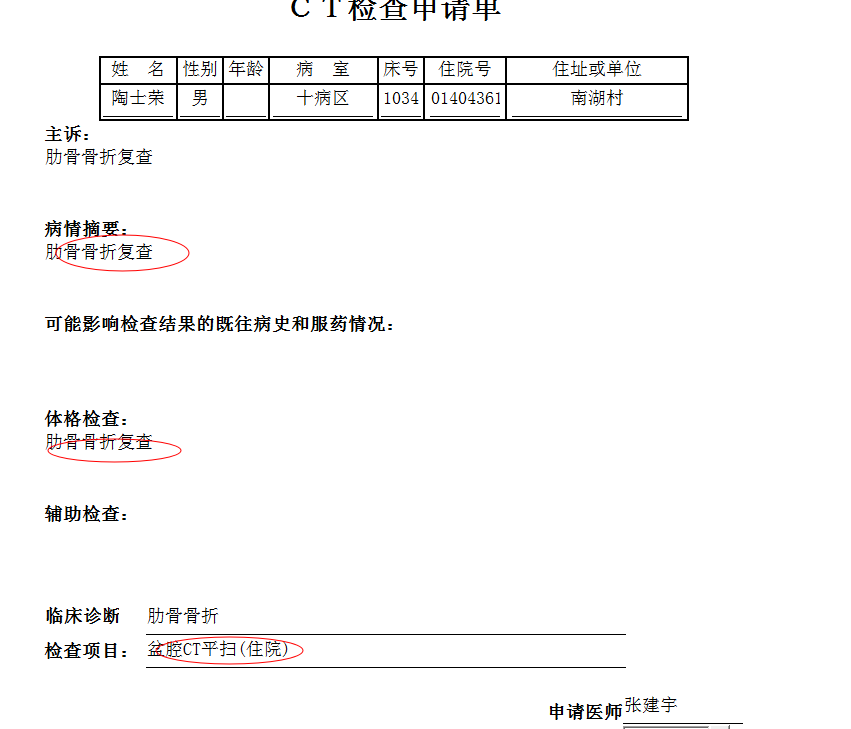 CT检查申请单
姓 名 性别 年龄 病 室 床号 住院号 住址或单位
陶士荣 男 十病区 1034 01404361 南湖村
主诉：
肋骨骨折复查
病情摘要：
肋骨骨折复查
可能影响检查结果的既往病史和服药情况：
体格检查：
肋骨骨折复查
辅助检查：
临床诊断 肋骨骨折
检查项目： 盆腔CT平扫(住院)
申请医师 张建宇